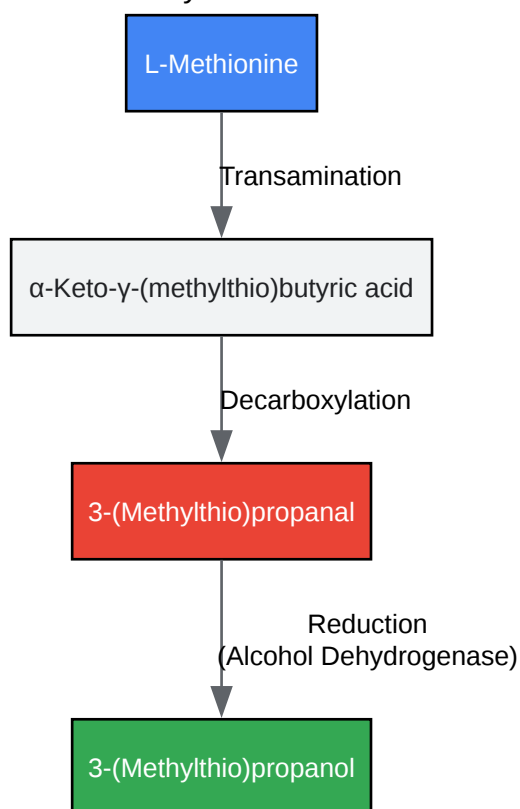 L-Methionine
Transamination
α-Keto-γ-(methylthio)butyric acid
Decarboxylation
3-(Methylthio)propanal
Reduction
(Alcohol Dehydrogenase)
3-(Methylthio)propanol